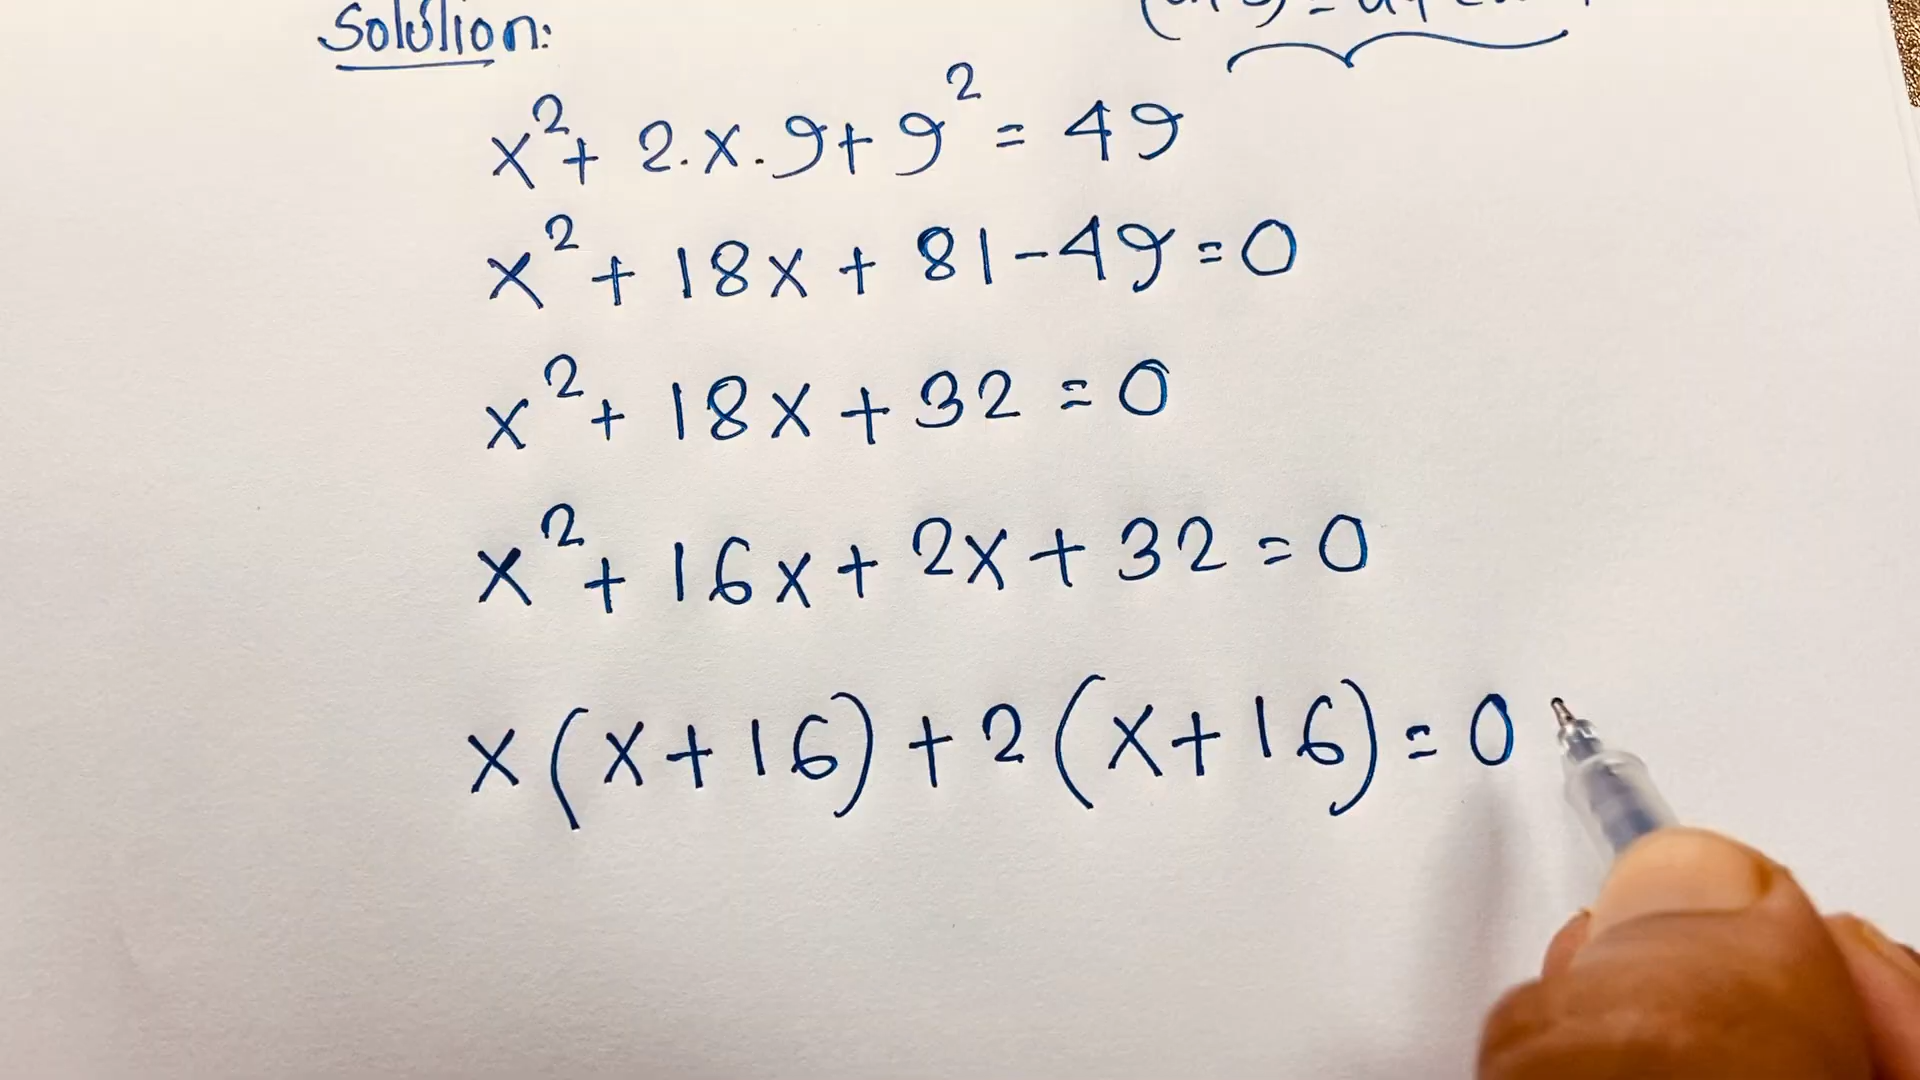 Solution:
x² + 2.x.9 + 9² = 49
x² + 18x + 81 - 49 = 0
x² + 18x + 32 = 0
x² + 16x + 2x + 32 = 0
x(x + 16) + 2(x + 16) = 0